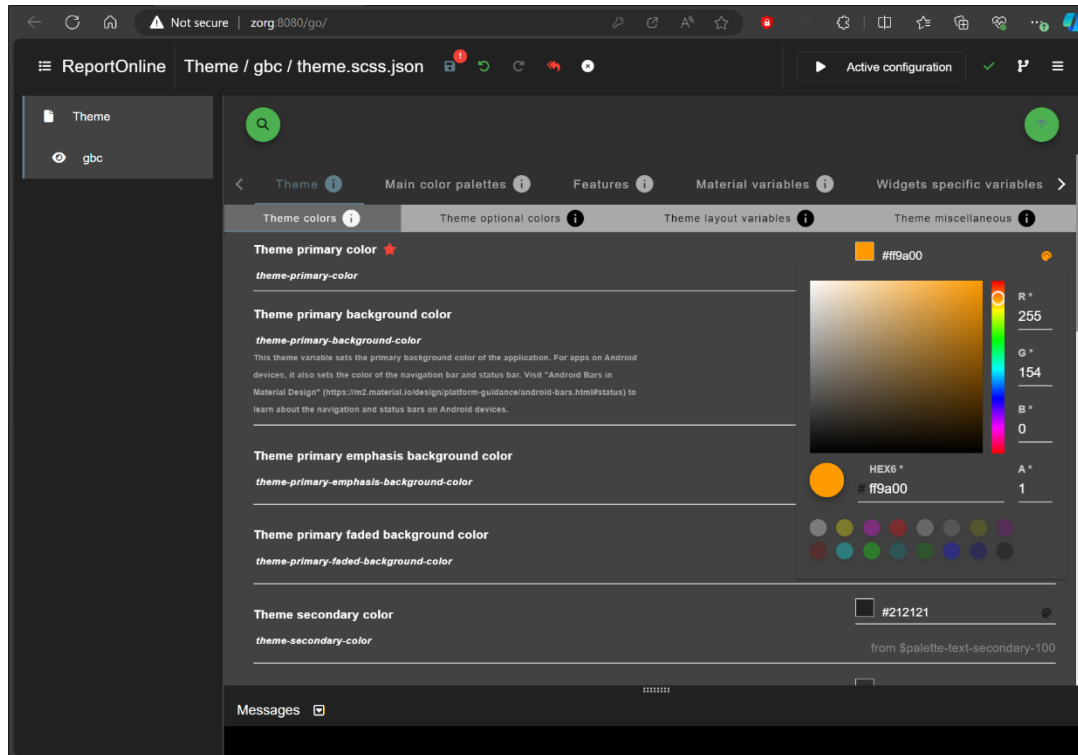 Not secure
zorg:8080/go/
ReportOnline
Theme / gbc / theme.scss.json
Active configuration
Theme
gbc
Theme
Main color palettes
Features
Material variables
Widgets specific variables
Theme colors
Theme optional colors
Theme layout variables
Theme miscellaneous
Theme primary color
#ff9a00
theme-primary-color
Theme primary background color
theme-primary-background-color
This theme variable sets the primary background color of the application. For apps on Android
devices, it also sets the color of the navigation bar and status bar. Visit "Android Bars in
Material Design" (https://m2.material.io/design/platform-guidance/android-bars.html#status) to
learn about the navigation and status bars on Android devices.
Theme primary emphasis background color
theme-primary-emphasis-background-color
Theme primary faded background color
theme-primary-faded-background-color
R *
255
G *
154
B *
0
HEX6 *
# ff9a00
A *
1
Theme secondary color
#212121
theme-secondary-color
from $palette-text-secondary-100
Messages